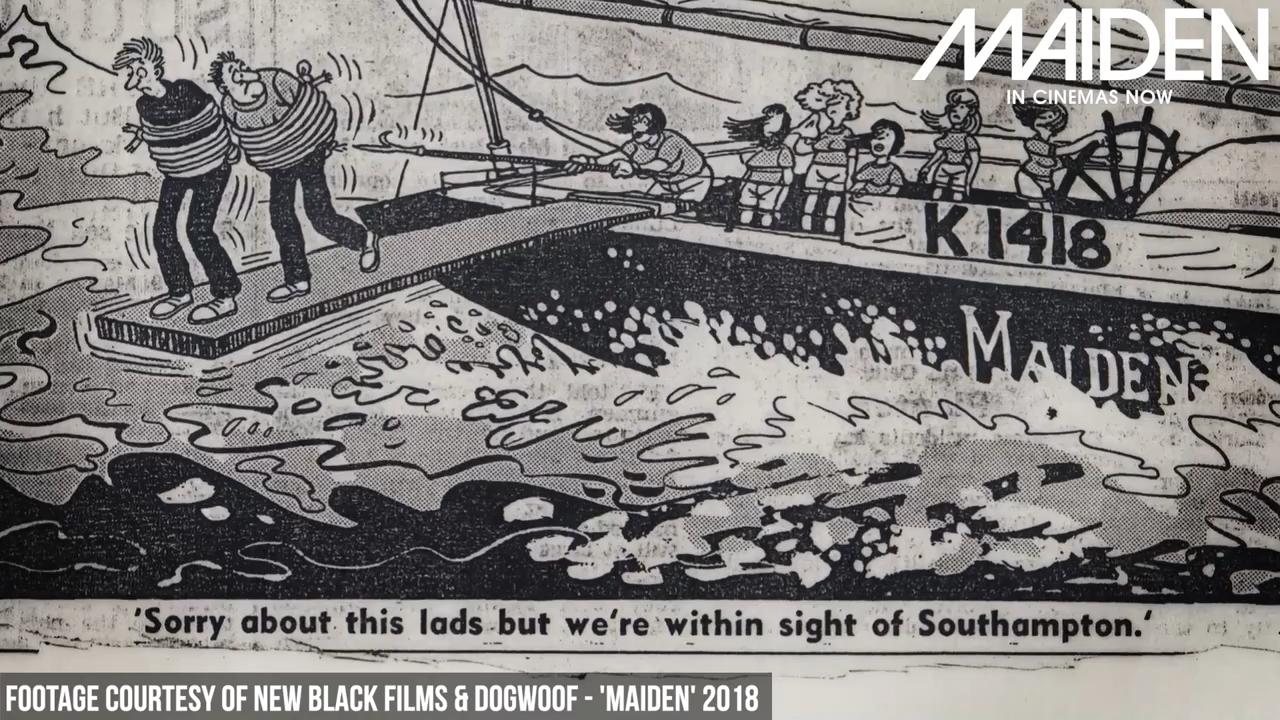 MAIDEN
IN CINEMAS NOW
K 1418
MAIDEN
'Sorry about this lads but we're within sight of Southampton.'
FOOTAGE COURTESY OF NEW BLACK FILMS & DOGWOOF - 'MAIDEN' 2018